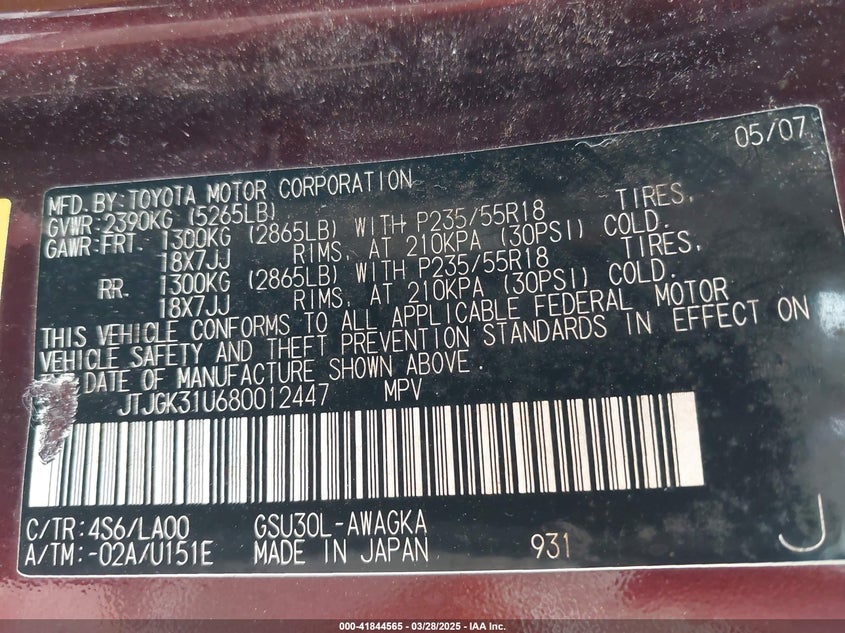 05/07
MFD. BY: TOYOTA MOTOR CORPORATION
GVWR: 2390KG (5265LB)
GAWR: FRT. 1300KG (2865LB) WITH P235/55R18 TIRES,
18X7JJ RIMS, AT 210KPA (30PSI) COLD.
RR. 1300KG (2865LB) WITH P235/55R18 TIRES,
18X7JJ RIMS, AT 210KPA (30PSI) COLD.
THIS VEHICLE CONFORMS TO ALL APPLICABLE FEDERAL MOTOR
VEHICLE SAFETY AND THEFT PREVENTION STANDARDS IN EFFECT ON
DATE OF MANUFACTURE SHOWN ABOVE.
JTJGK31U680012447 MPV
C/TR: 4S6/LA00 GSU30L-AWAGKA
A/TM: -02A/U151E MADE IN JAPAN 931 J
000-41844565 - 03/28/2025 - IAA Inc.